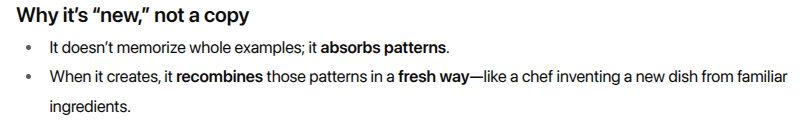 Why it’s “new,” not a copy
• It doesn’t memorize whole examples; it absorbs patterns.
• When it creates, it recombines those patterns in a fresh way—like a chef inventing a new dish from familiar
ingredients.